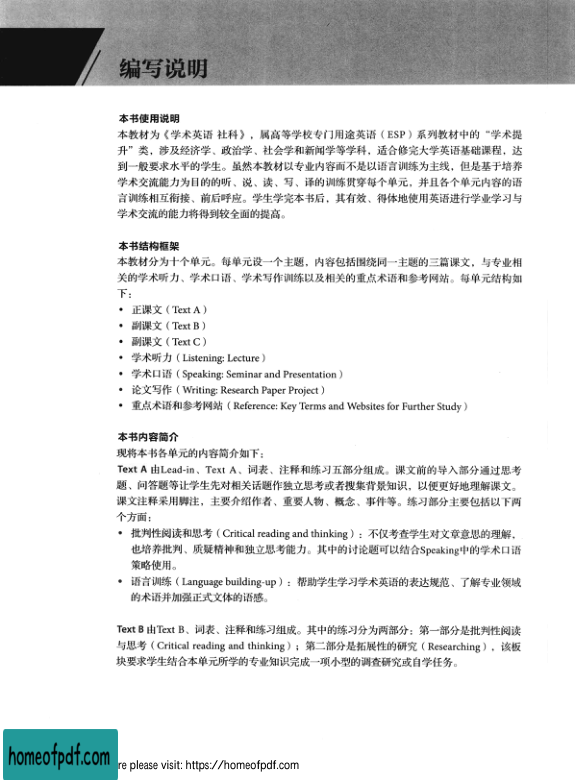 编写说明
本书使用说明
本教材为《学术英语 社科》，属高等学校专门用途英语（ESP）系列教材中的“学术提
升”类，涉及经济学、政治学、社会学和新闻学等学科，适合修完大学英语基础课程，达
到一般要求水平的学生。虽然本教材以专业内容而不是以语言训练为主线，但是基于培养
学术交流能力为目的的听、说、读、写、译的训练贯穿每个单元，并且各个单元内容的语
言训练相互衔接、前后呼应。学生学完本书后，其有效、得体地使用英语进行学业学习与
学术交流的能力将得到较全面的提高。
本书结构框架
本教材分为十个单元。每单元设一个主题，内容包括围绕同一主题的三篇课文，与专业相
关的学术听力、学术口语、学术写作训练以及相关的重点术语和参考网站。每单元结构如
下：
• 正课文（Text A）
• 副课文（Text B）
• 副课文（Text C）
• 学术听力（Listening: Lecture）
• 学术口语（Speaking: Seminar and Presentation）
• 论文写作（Writing: Research Paper Project）
• 重点术语和参考网站（Reference: Key Terms and Websites for Further Study）
本书内容简介
现将本书各单元的内容简介如下：
Text A 由Lead-in、Text A、词表、注释和练习五部分组成。课文前的导入部分通过思考
题、问答题等让学生先对相关话题作独立思考或者搜集背景知识，以便更好地理解课文。
课文注释采用脚注，主要介绍作者、重要人物、概念、事件等。练习部分主要包括以下两
个方面：
• 批判性阅读和思考（Critical reading and thinking）：不仅考查学生对文章意思的理解，
也培养批判、质疑精神和独立思考能力。其中的讨论题可以结合Speaking中的学术口语
策略使用。
• 语言训练（Language building-up）：帮助学生学习学术英语的表达规范、了解专业领域
的术语并加强正式文体的语感。
Text B 由Text B、词表、注释和练习组成。其中的练习分为两部分：第一部分是批判性阅读
与思考（Critical reading and thinking）；第二部分是拓展性的研究（Researching），该板
块要求学生结合本单元所学的专业知识完成一项小型的调查研究或自学任务。
homeofpdf.com
re please visit: https://homeofpdf.com